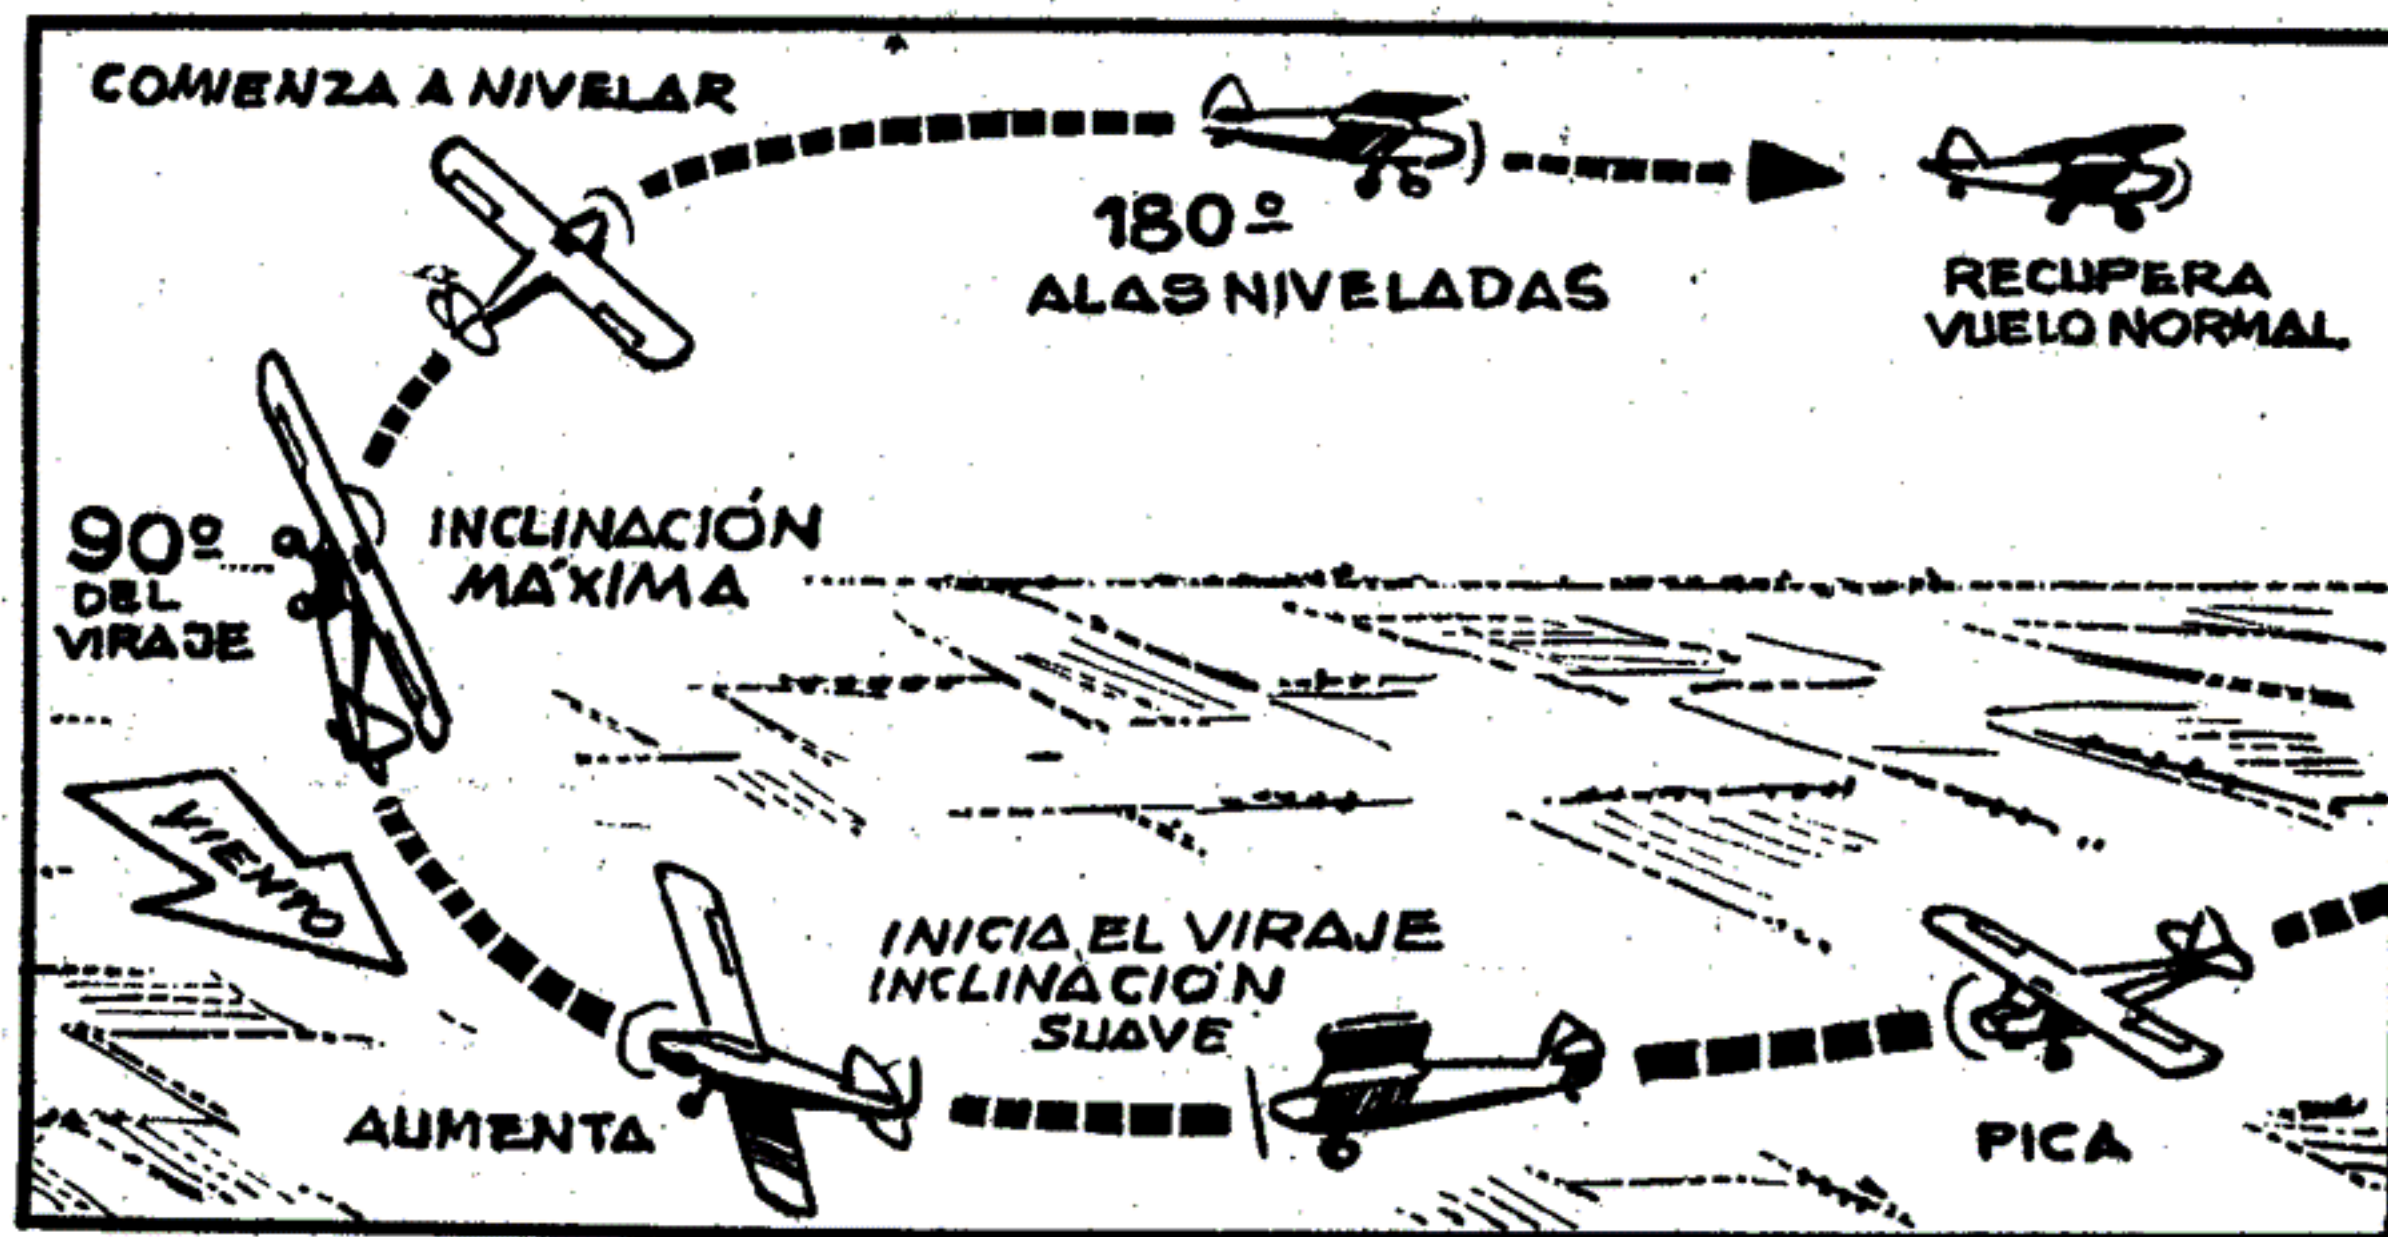 COMIENZA A NIVELAR
180º
ALAS NIVELADAS
RECUPERA
VUELO NORMAL.
90º
DEL
VIRAJE
INCLINACIÓN
MÁXIMA
VIENTO
AUMENTA
INICIA EL VIRAJE
INCLINACIÓN
SUAVE
PICA